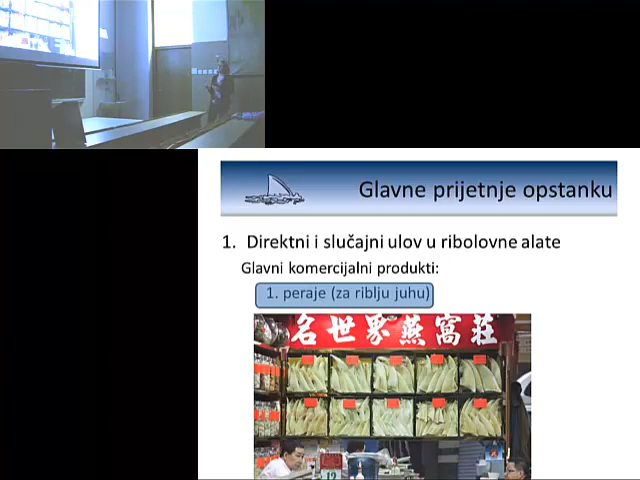 Glavne prijetnje opstanku
1. Direktni i slučajni ulov u ribolovne alate
Glavni komercijalni produkti:
1. peraje (za riblju juhu)
名世界燕窩莊
12